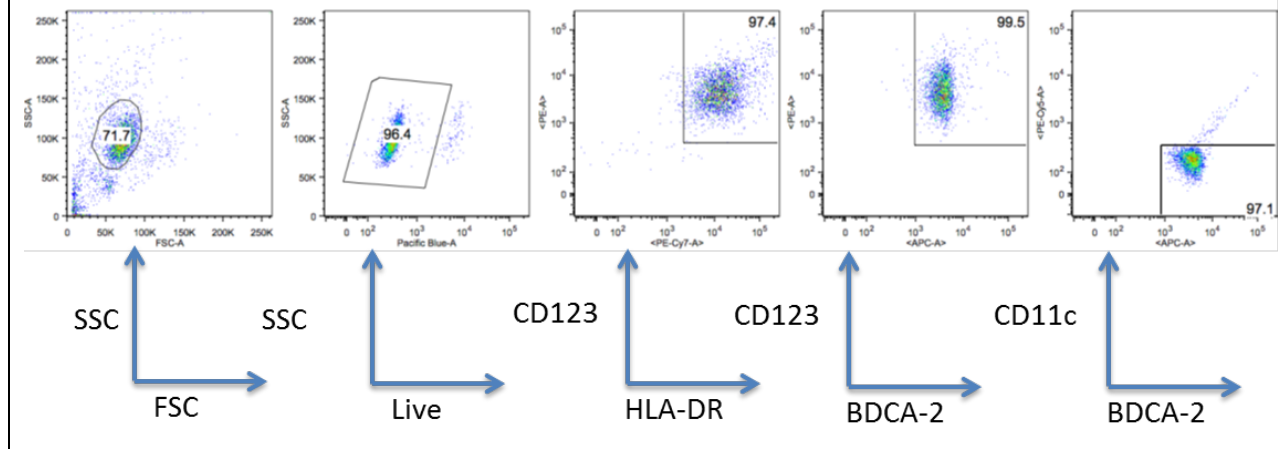 250K
200K
150K
100K
50K
0
SSC-A
71.7
0 50K 100K 150K 200K 250K
FSC-A
250K
200K
150K
100K
50K
0
SSC-A
96.4
0 10² 10³ 10⁴ 10⁵
Pacific Blue-A
10⁵
10⁴
10³
10²
0
<PE-A>
97.4
0 10² 10³ 10⁴ 10⁵
<PE-Cy7-A>
10⁵
10⁴
10³
10²
0
<PE-A>
99.5
0 10² 10³ 10⁴ 10⁵
<APC-A>
10⁵
10⁴
10³
10²
0
<PE-Cy5-A>
97.1
0 10² 10³ 10⁴ 10⁵
<APC-A>
SSC
FSC
SSC
Live
CD123
HLA-DR
CD123
BDCA-2
CD11c
BDCA-2